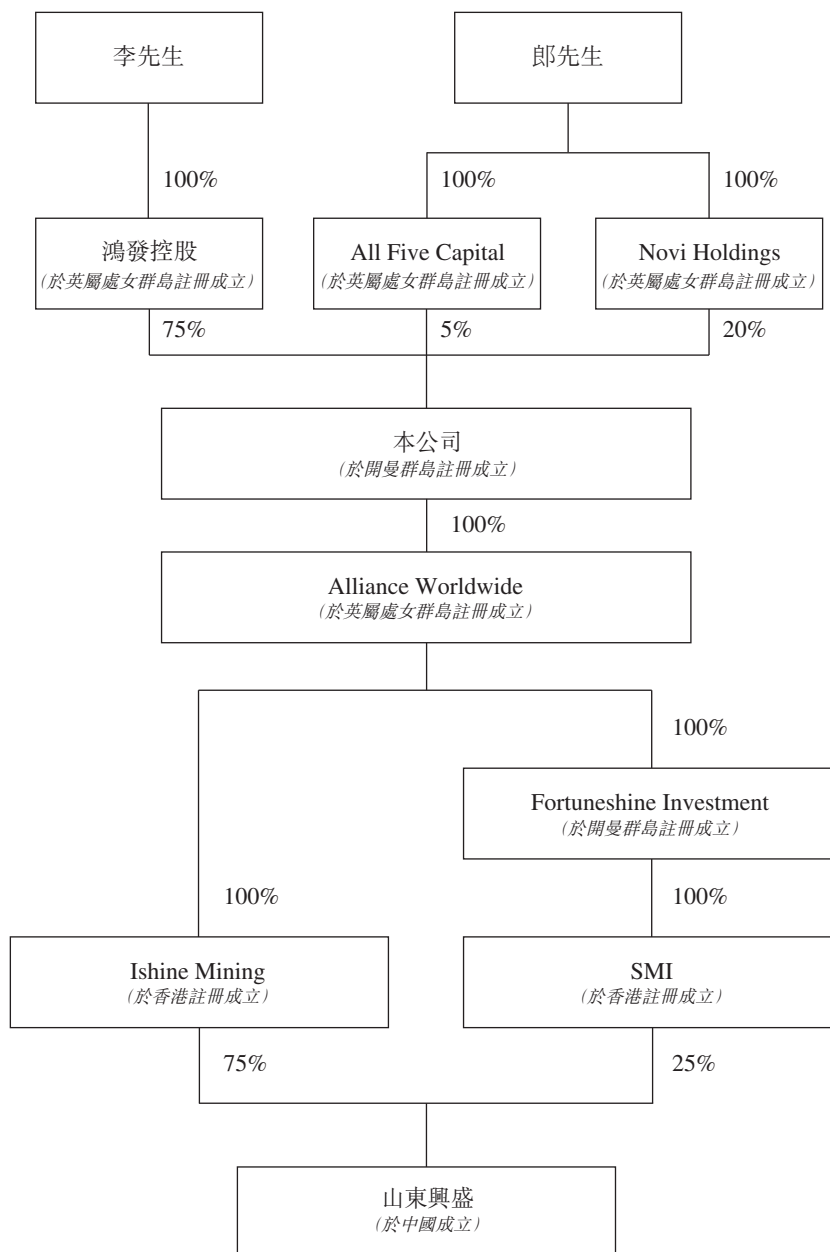 李先生
郎先生
100%
100%
100%
鴻發控股
(於英屬處女群島註冊成立)
All Five Capital
(於英屬處女群島註冊成立)
Novi Holdings
(於英屬處女群島註冊成立)
75%
5%
20%
本公司
(於開曼群島註冊成立)
100%
Alliance Worldwide
(於英屬處女群島註冊成立)
100%
Fortuneshine Investment
(於開曼群島註冊成立)
100%
100%
Ishine Mining
(於香港註冊成立)
SMI
(於香港註冊成立)
75%
25%
山東興盛
(於中國成立)